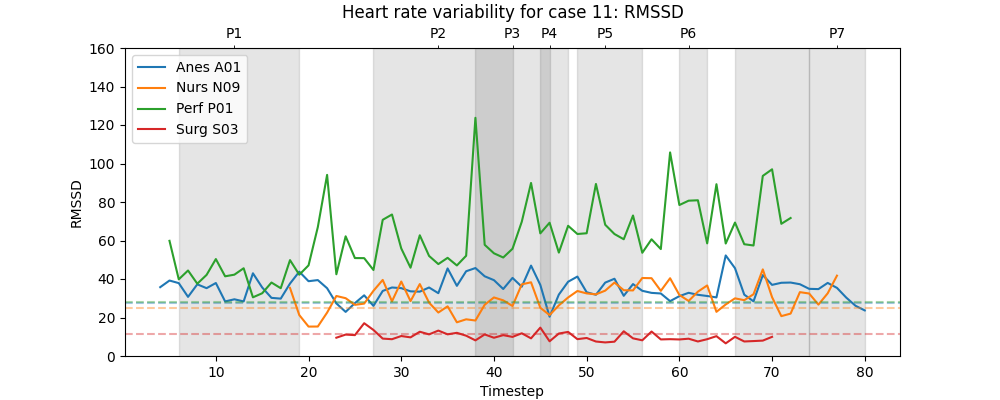 Heart rate variability for case 11: RMSSD
P1 P2 P3 P4 P5 P6 P7
160
140
120
100
80
60
40
20
0
RMSSD
Anes A01
Nurs N09
Perf P01
Surg S03
10 20 30 40 50 60 70 80
Timestep